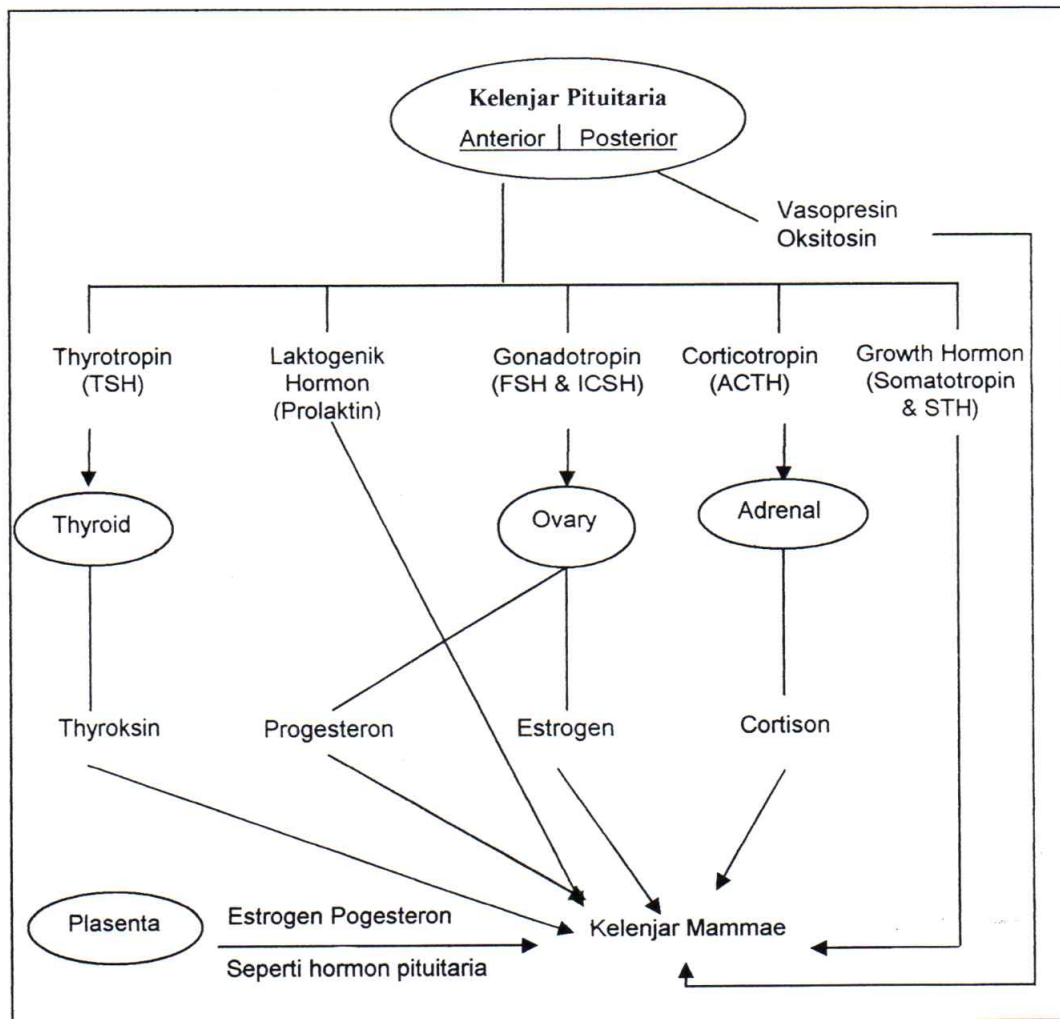 Kelenjar Pituitaria
Anterior | Posterior
Vasopresin
Oksitosin
Thyrotropin
(TSH)
Laktogenik
Hormon
(Prolaktin)
Gonadotropin
(FSH & ICSH)
Corticotropin
(ACTH)
Growth Hormon
(Somatotropin
& STH)
Thyroid
Ovary
Adrenal
Thyroksin
Progesteron
Estrogen
Cortison
Plasenta
Estrogen Pogesteron
Seperti hormon pituitaria
Kelenjar Mammae